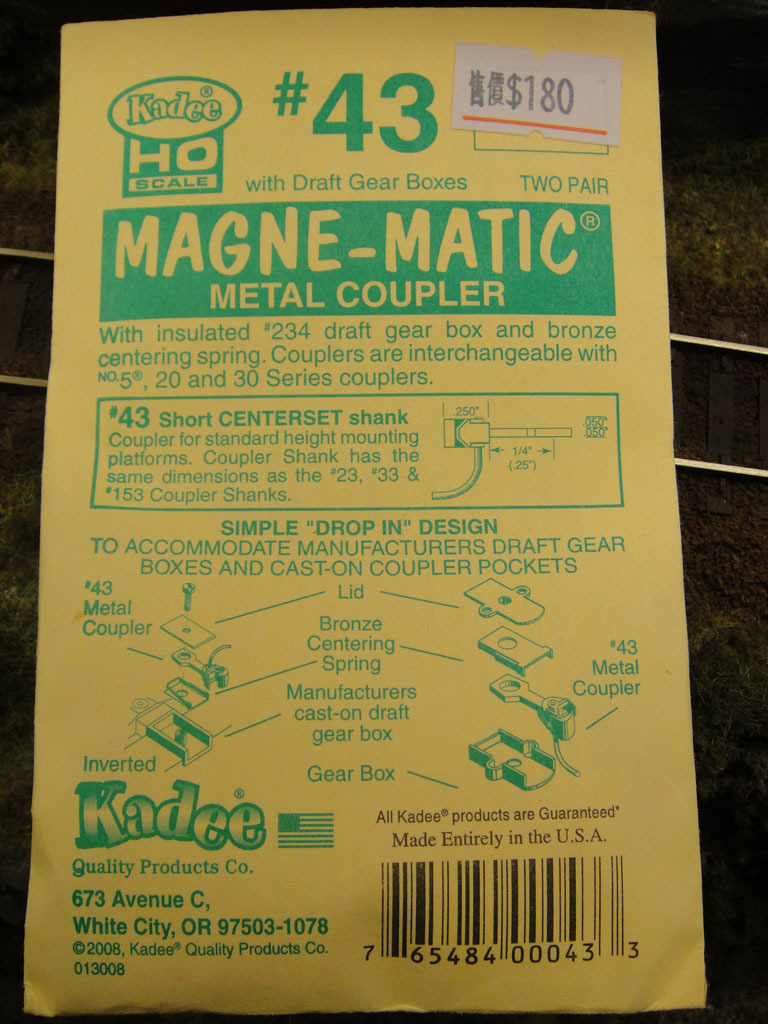 Kadee®
HO
SCALE
#43
售價$180
with Draft Gear Boxes
TWO PAIR
MAGNE-MATIC®
METAL COUPLER
With insulated #234 draft gear box and bronze
centering spring. Couplers are interchangeable with
NO.5®, 20 and 30 Series couplers.
#43 Short CENTERSET shank
Coupler for standard height mounting
platforms. Coupler Shank has the
same dimensions as the #23, #33 &
#153 Coupler Shanks.
.250"
.050"
.050"
1/4"
(.25")
SIMPLE "DROP IN" DESIGN
TO ACCOMMODATE MANUFACTURERS DRAFT GEAR
BOXES AND CAST-ON COUPLER POCKETS
#43
Metal
Coupler
Lid
Bronze
Centering
Spring
#43
Metal
Coupler
Manufacturers
cast-on draft
gear box
Inverted
Gear Box
Kadee®
Quality Products Co.
All Kadee® products are Guaranteed*
Made Entirely in the U.S.A.
673 Avenue C,
White City, OR 97503-1078
©2008, Kadee® Quality Products Co.
013008
7 65484 00043 3